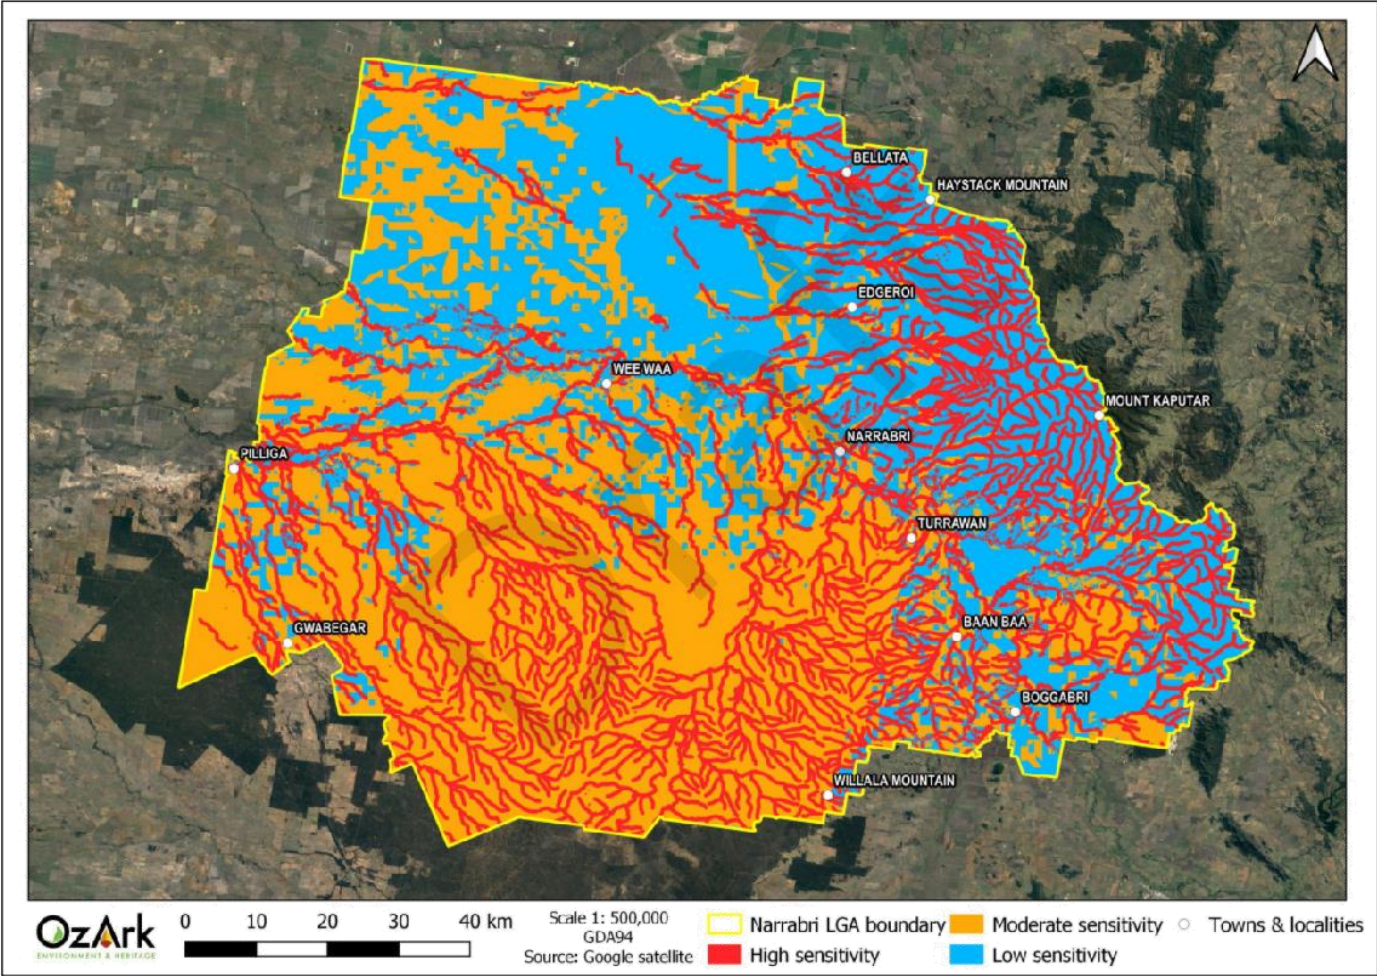 BELLATA
HAYSTACK MOUNTAIN
EDGEROI
WEE WAA
MOUNT KAPUTAR
NARRABRI
PILLIGA
TURRAWAN
BAAN BAA
GWABEGAR
BOGGABRI
WILLALA MOUNTAIN
OzArk
ENVIRONMENT & HERITAGE
0 10 20 30 40 km
Scale 1: 500,000
GDA94
Source: Google satellite
Narrabri LGA boundary
High sensitivity
Moderate sensitivity
Low sensitivity
Towns & localities